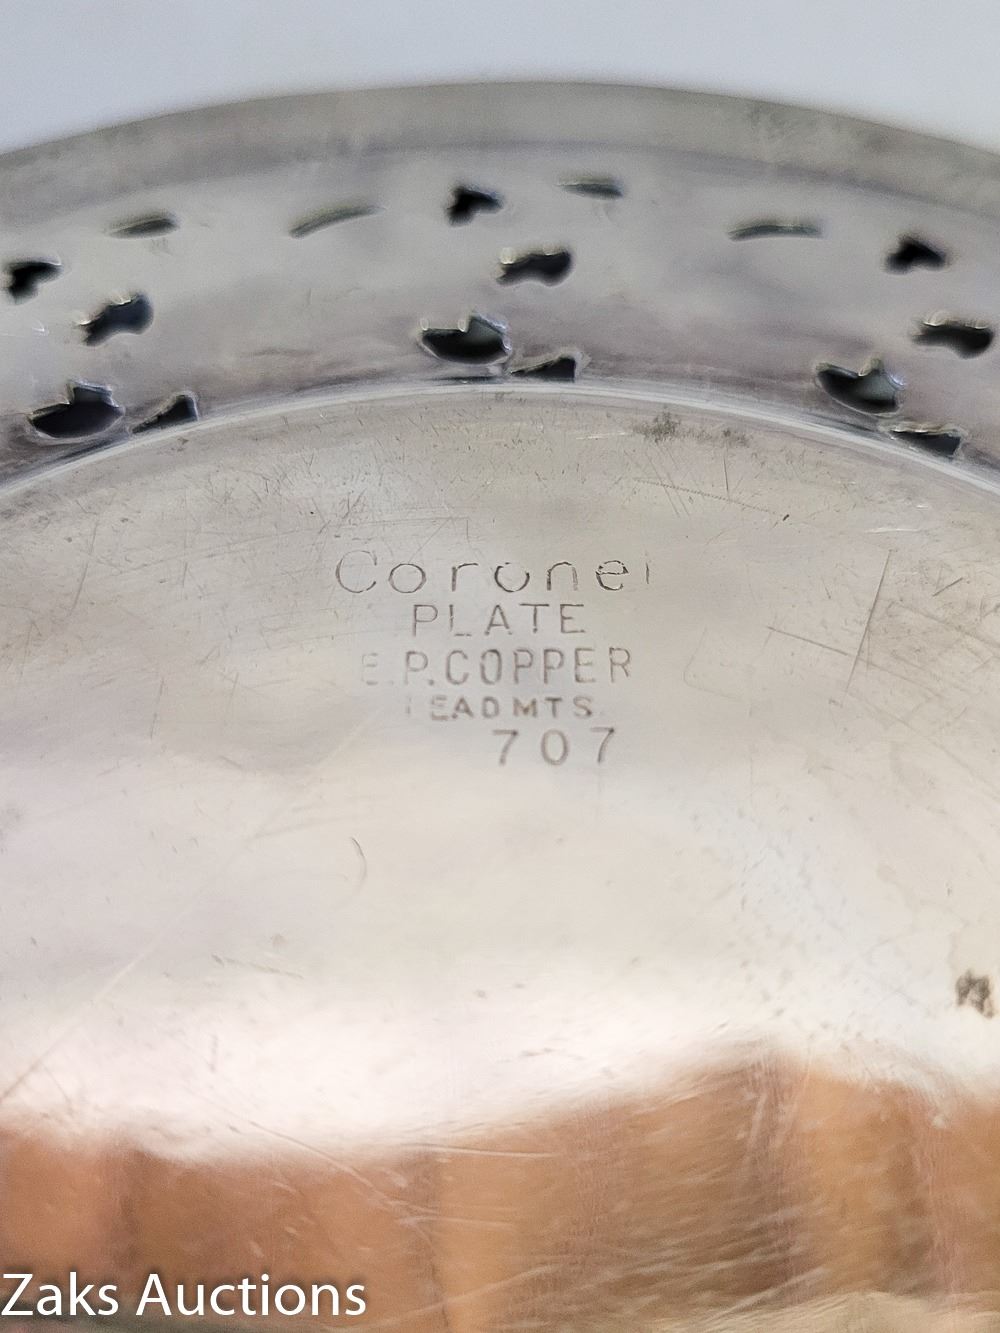 Coronet
PLATE
E.P.COPPER
LEAD MTS
707
Zaks Auctions